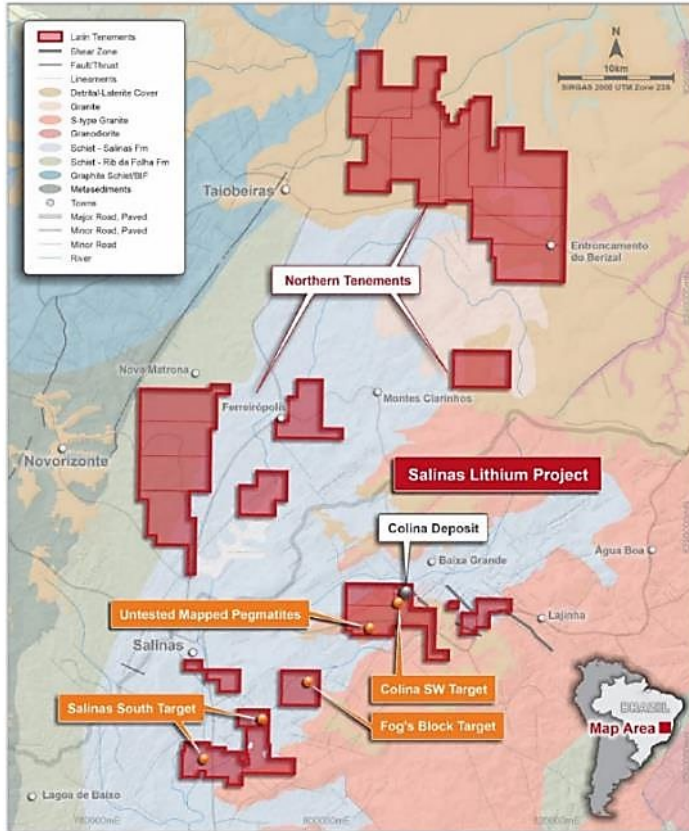 Latin Tenements
Shear Zone
Fault/Thrust
Lineaments
Detrital-Laterite Cover
Granite
S-type Granite
Granodiorite
Schist - Salinas Fm
Schist - Rib da Folha Fm
Graphite Schist/BIF
Metasediments
Towns
Major Road, Paved
Minor Road, Paved
Minor Road
River
N
10km
SIRGAS 2000 UTM Zone 23S
Taiobeiras
Entroncamento
do Berizal
Northern Tenements
Nova Matrona
Ferreirópolis
Montes Clarinhos
Novorizonte
Salinas Lithium Project
Colina Deposit
Baixa Grande
Água Boa
Untested Mapped Pegmatites
Lajinha
Salinas
Colina SW Target
Salinas South Target
Fog's Block Target
BRAZIL
Map Area
Lagoa de Baixo
800000mE